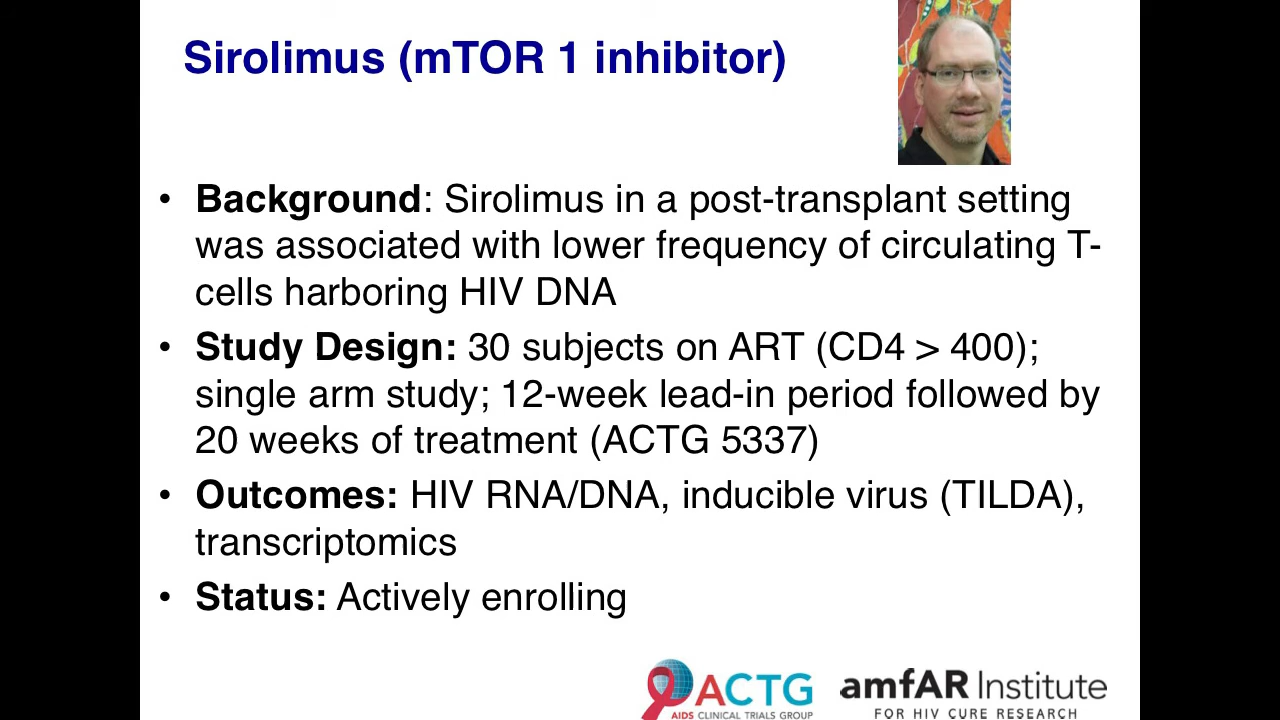 Sirolimus (mTOR 1 inhibitor)
• Background: Sirolimus in a post-transplant setting
was associated with lower frequency of circulating T-
cells harboring HIV DNA
• Study Design: 30 subjects on ART (CD4 > 400);
single arm study; 12-week lead-in period followed by
20 weeks of treatment (ACTG 5337)
• Outcomes: HIV RNA/DNA, inducible virus (TILDA),
transcriptomics
• Status: Actively enrolling
ACTG
AIDS CLINICAL TRIALS GROUP
amfAR Institute
FOR HIV CURE RESEARCH